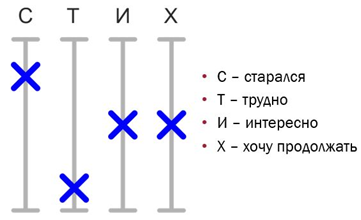 С Т И Х
• С – старался
• Т – трудно
• И – интересно
• Х – хочу продолжать